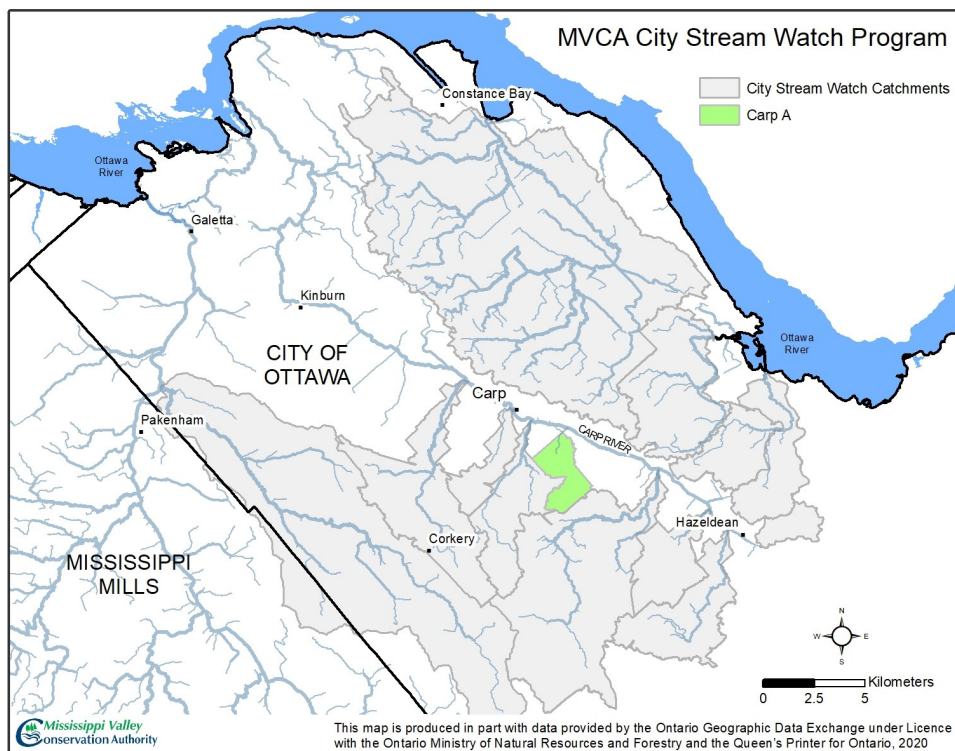 MVCA City Stream Watch Program
City Stream Watch Catchments
Carp A
Constance Bay
Ottawa
River
Galetta
Kinburn
CITY OF
OTTAWA
Ottawa
River
Carp
CARP RIVER
Pakenham
Hazeldean
Corkery
MISSISSIPPI
MILLS
N
W E
S
Kilometers
0 2.5 5
Mississippi Valley
Conservation Authority
This map is produced in part with data provided by the Ontario Geographic Data Exchange under Licence
with the Ontario Ministry of Natural Resources and Forestry and the Queen's Printer for Ontario, 2020